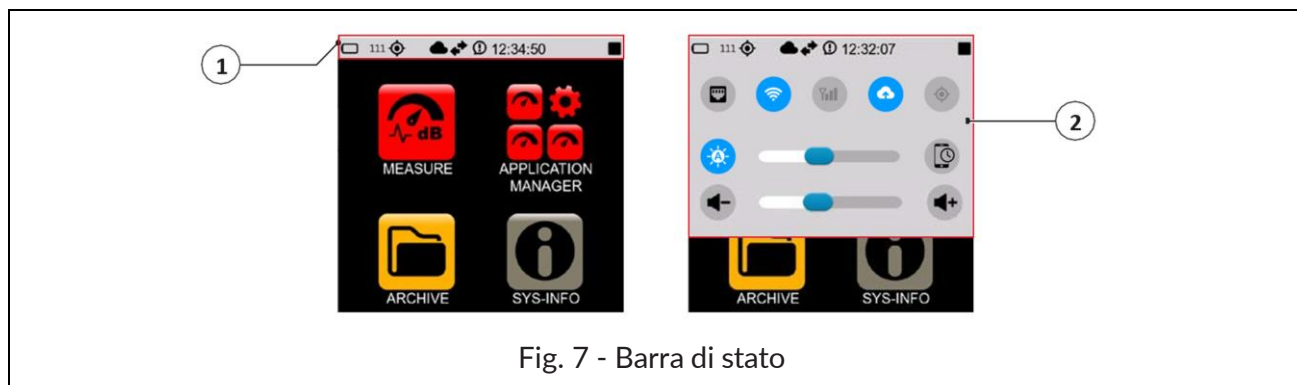 1
111 12:34:50
dB
MEASURE
APPLICATION
MANAGER
ARCHIVE
SYS-INFO
111 12:32:07
A
2
ARCHIVE
SYS-INFO
Fig. 7 - Barra di stato